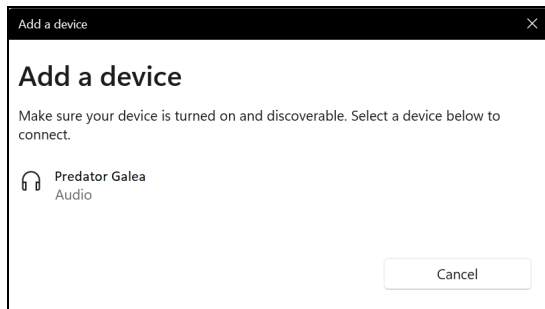 Add a device
Add a device
Make sure your device is turned on and discoverable. Select a device below to
connect.
Predator Galea
Audio
Cancel